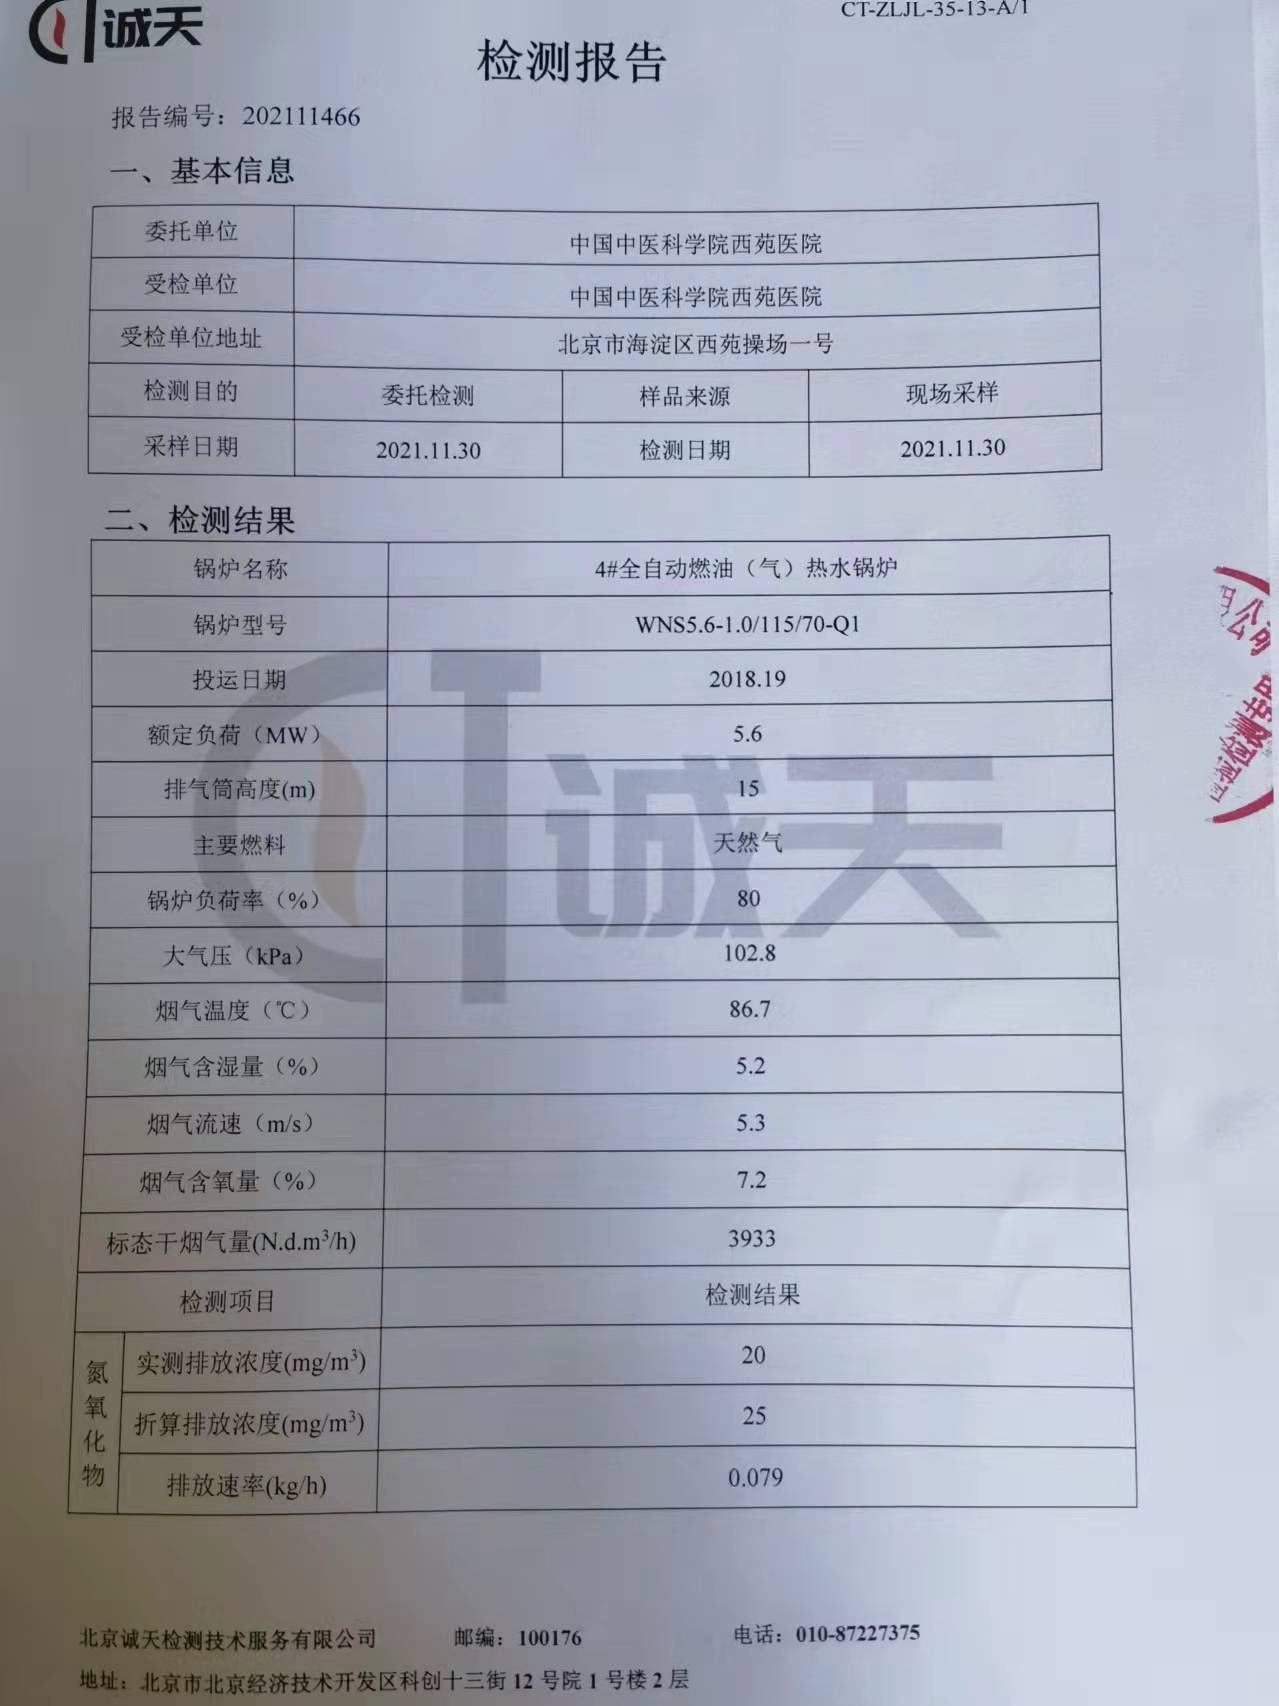 诚天
CT-ZLJL-35-13-A/1
检测报告
报告编号：202111466
一、基本信息
委托单位 中国中医科学院西苑医院
受检单位 中国中医科学院西苑医院
受检单位地址 北京市海淀区西苑操场一号
检测目的 委托检测 样品来源 现场采样
采样日期 2021.11.30 检测日期 2021.11.30
二、检测结果
锅炉名称 4#全自动燃油（气）热水锅炉
锅炉型号 WNS5.6-1.0/115/70-Q1
投运日期 2018.19
额定负荷（MW） 5.6
排气筒高度(m) 15
主要燃料 天然气
锅炉负荷率（%） 80
大气压（kPa） 102.8
烟气温度（℃） 86.7
烟气含湿量（%） 5.2
烟气流速（m/s） 5.3
烟气含氧量（%） 7.2
标态干烟气量(N.d.m³/h) 3933
检测项目 检测结果
氮氧化物
实测排放浓度(mg/m³) 20
折算排放浓度(mg/m³) 25
排放速率(kg/h) 0.079
诚天
北京诚天检测技术服务有限公司 邮编：100176 电话：010-87227375
地址：北京市北京经济技术开发区科创十三街 12 号院 1 号楼 2 层